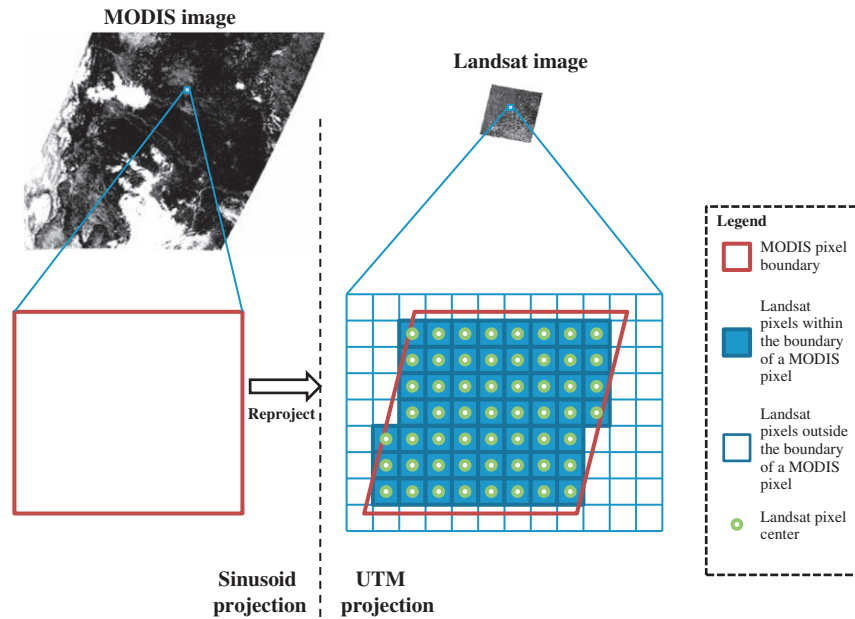 MODIS image
Landsat image
Legend
MODIS pixel
boundary
Landsat
pixels within
the boundary
of a MODIS
pixel
Landsat
pixels outside
the boundary
of a MODIS
pixel
Landsat pixel
center
Reproject
Sinusoid
projection
UTM
projection